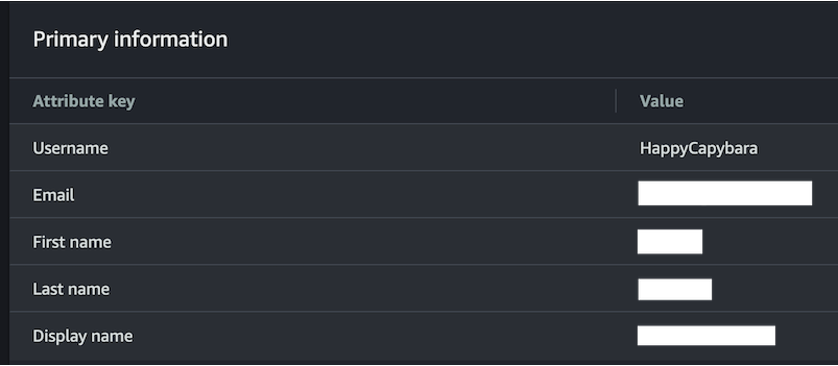 Primary information
Attribute key Value
Username HappyCapybara
Email
First name
Last name
Display name